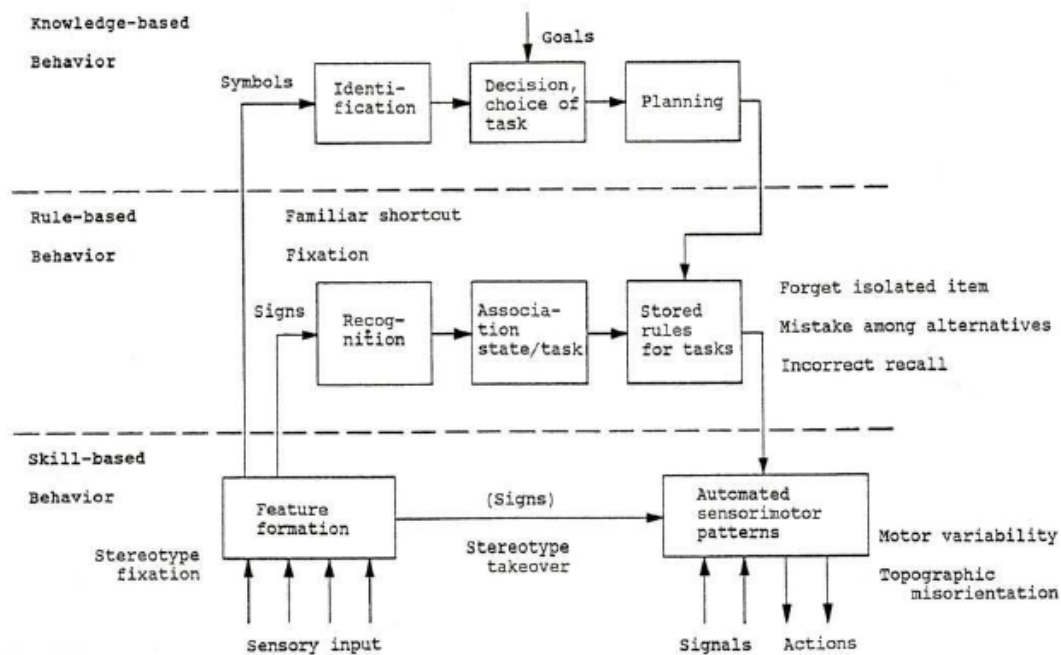 Knowledge-based
Behavior
Goals
Symbols
Identi-
fication
Decision,
choice of
task
Planning
Rule-based
Behavior
Familiar shortcut
Fixation
Signs
Recog-
nition
Associa-
tion
state/task
Stored
rules
for tasks
Forget isolated item
Mistake among alternatives
Incorrect recall
Skill-based
Behavior
Feature
formation
(Signs)
Automated
sensorimotor
patterns
Stereotype
fixation
Stereotype
takeover
Motor variability
Topographic
misorientation
Sensory input
Signals
Actions